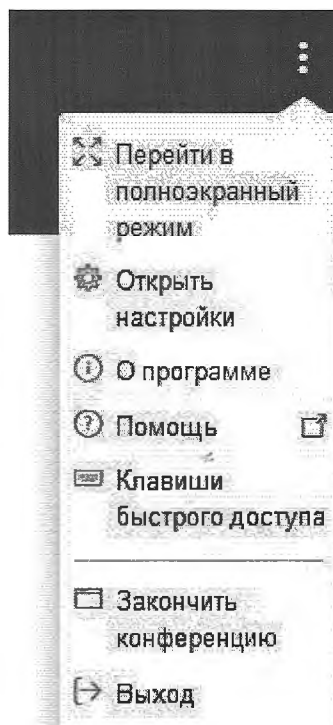 Перейти в
полноэкранный
режим
Открыть
настройки
О программе
Помощь
Клавиши
быстрого доступа
Закончить
конференцию
Выход